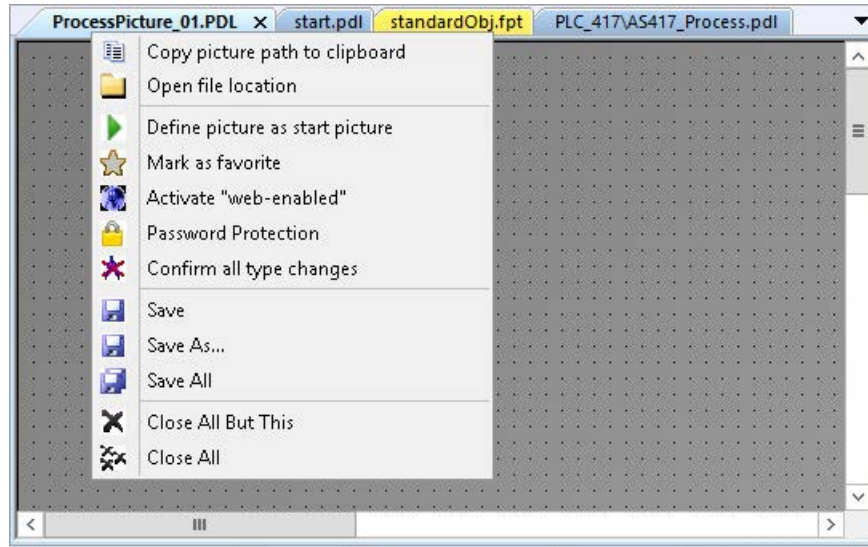 ProcessPicture_01.PDL X start.pdl standardObj.fpt PLC_417\AS417_Process.pdl
Copy picture path to clipboard
Open file location
Define picture as start picture
Mark as favorite
Activate "web-enabled"
Password Protection
Confirm all type changes
Save
Save As...
Save All
Close All But This
Close All